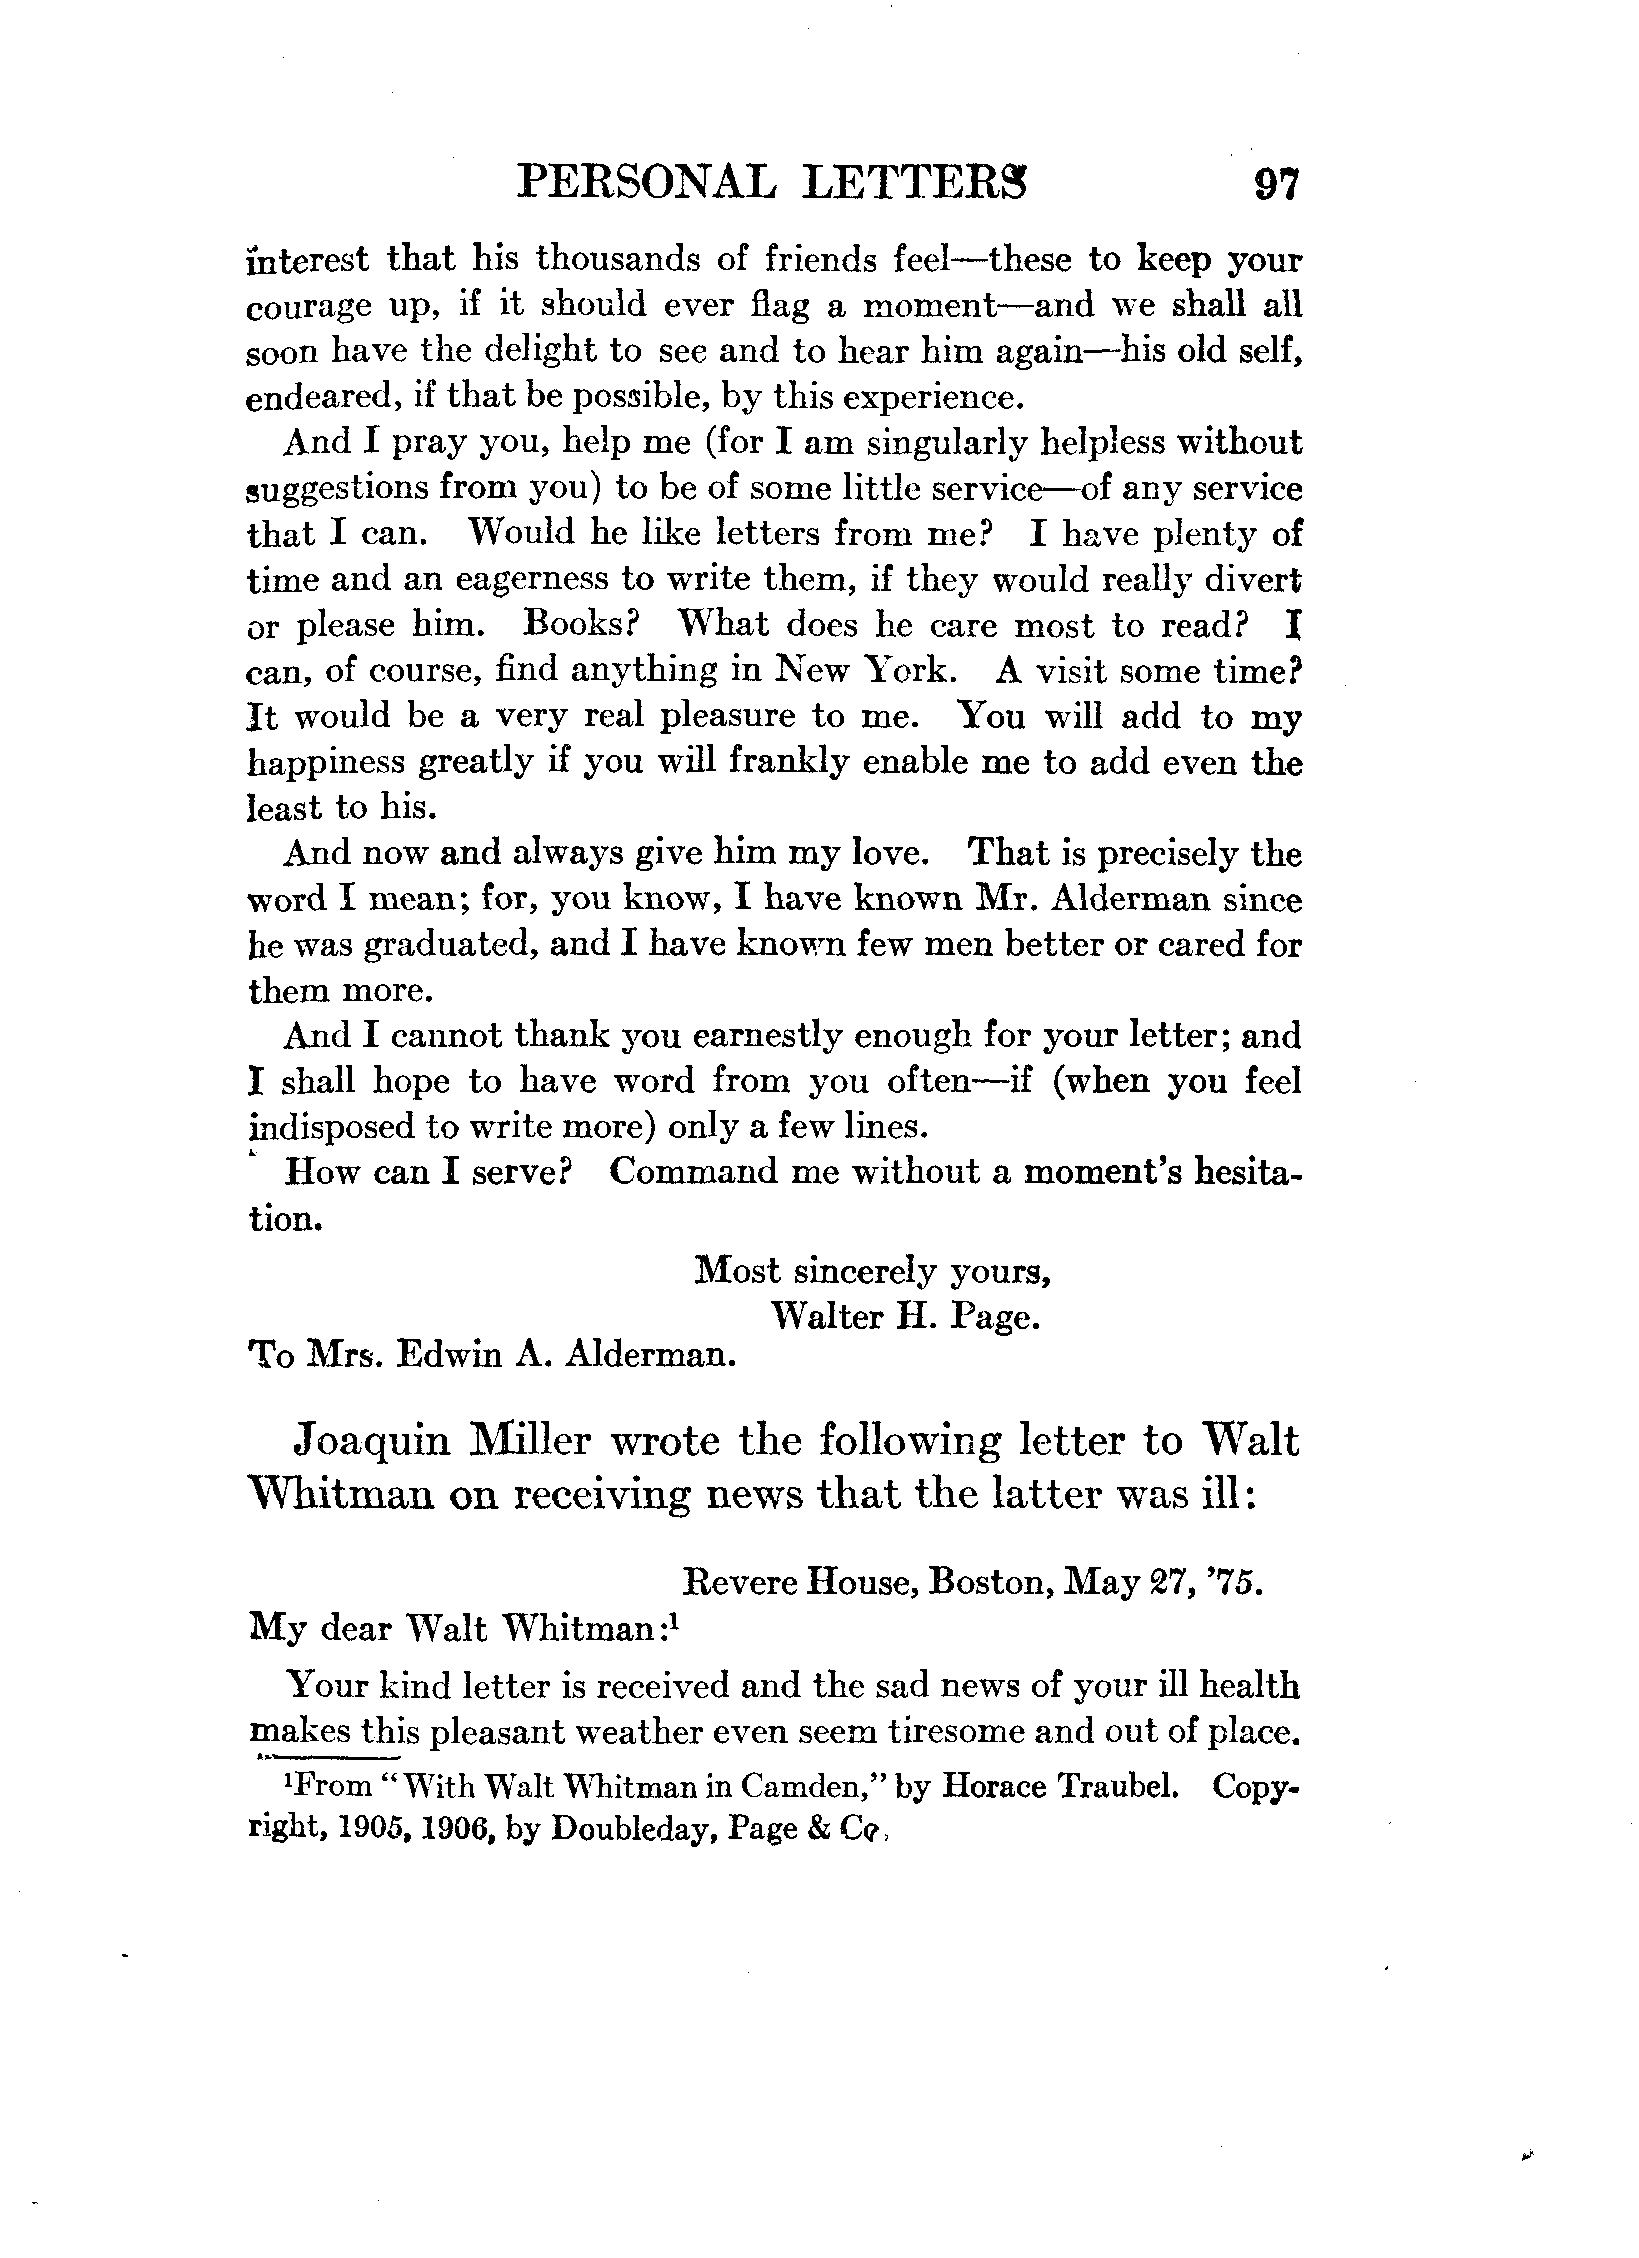 PERSONAL LETTERS 97
interest that his thousands of friends feel—these to keep your
courage up, if it should ever flag a moment—and we shall all
soon have the delight to see and to hear him again—his old self,
endeared, if that be possible, by this experience.
And I pray you, help me (for I am singularly helpless without
suggestions from you) to be of some little service—of any service
that I can. Would he like letters from me? I have plenty of
time and an eagerness to write them, if they would really divert
or please him. Books? What does he care most to read? I
can, of course, find anything in New York. A visit some time?
It would be a very real pleasure to me. You will add to my
happiness greatly if you will frankly enable me to add even the
least to his.
And now and always give him my love. That is precisely the
word I mean; for, you know, I have known Mr. Alderman since
he was graduated, and I have known few men better or cared for
them more.
And I cannot thank you earnestly enough for your letter; and
I shall hope to have word from you often—if (when you feel
indisposed to write more) only a few lines.
How can I serve? Command me without a moment's hesita-
tion.
Most sincerely yours,
Walter H. Page.
To Mrs. Edwin A. Alderman.
Joaquin Miller wrote the following letter to Walt
Whitman on receiving news that the latter was ill:
Revere House, Boston, May 27, '75.
My dear Walt Whitman:¹
Your kind letter is received and the sad news of your ill health
makes this pleasant weather even seem tiresome and out of place.
¹From "With Walt Whitman in Camden," by Horace Traubel. Copy-
right, 1905, 1906, by Doubleday, Page & Co.